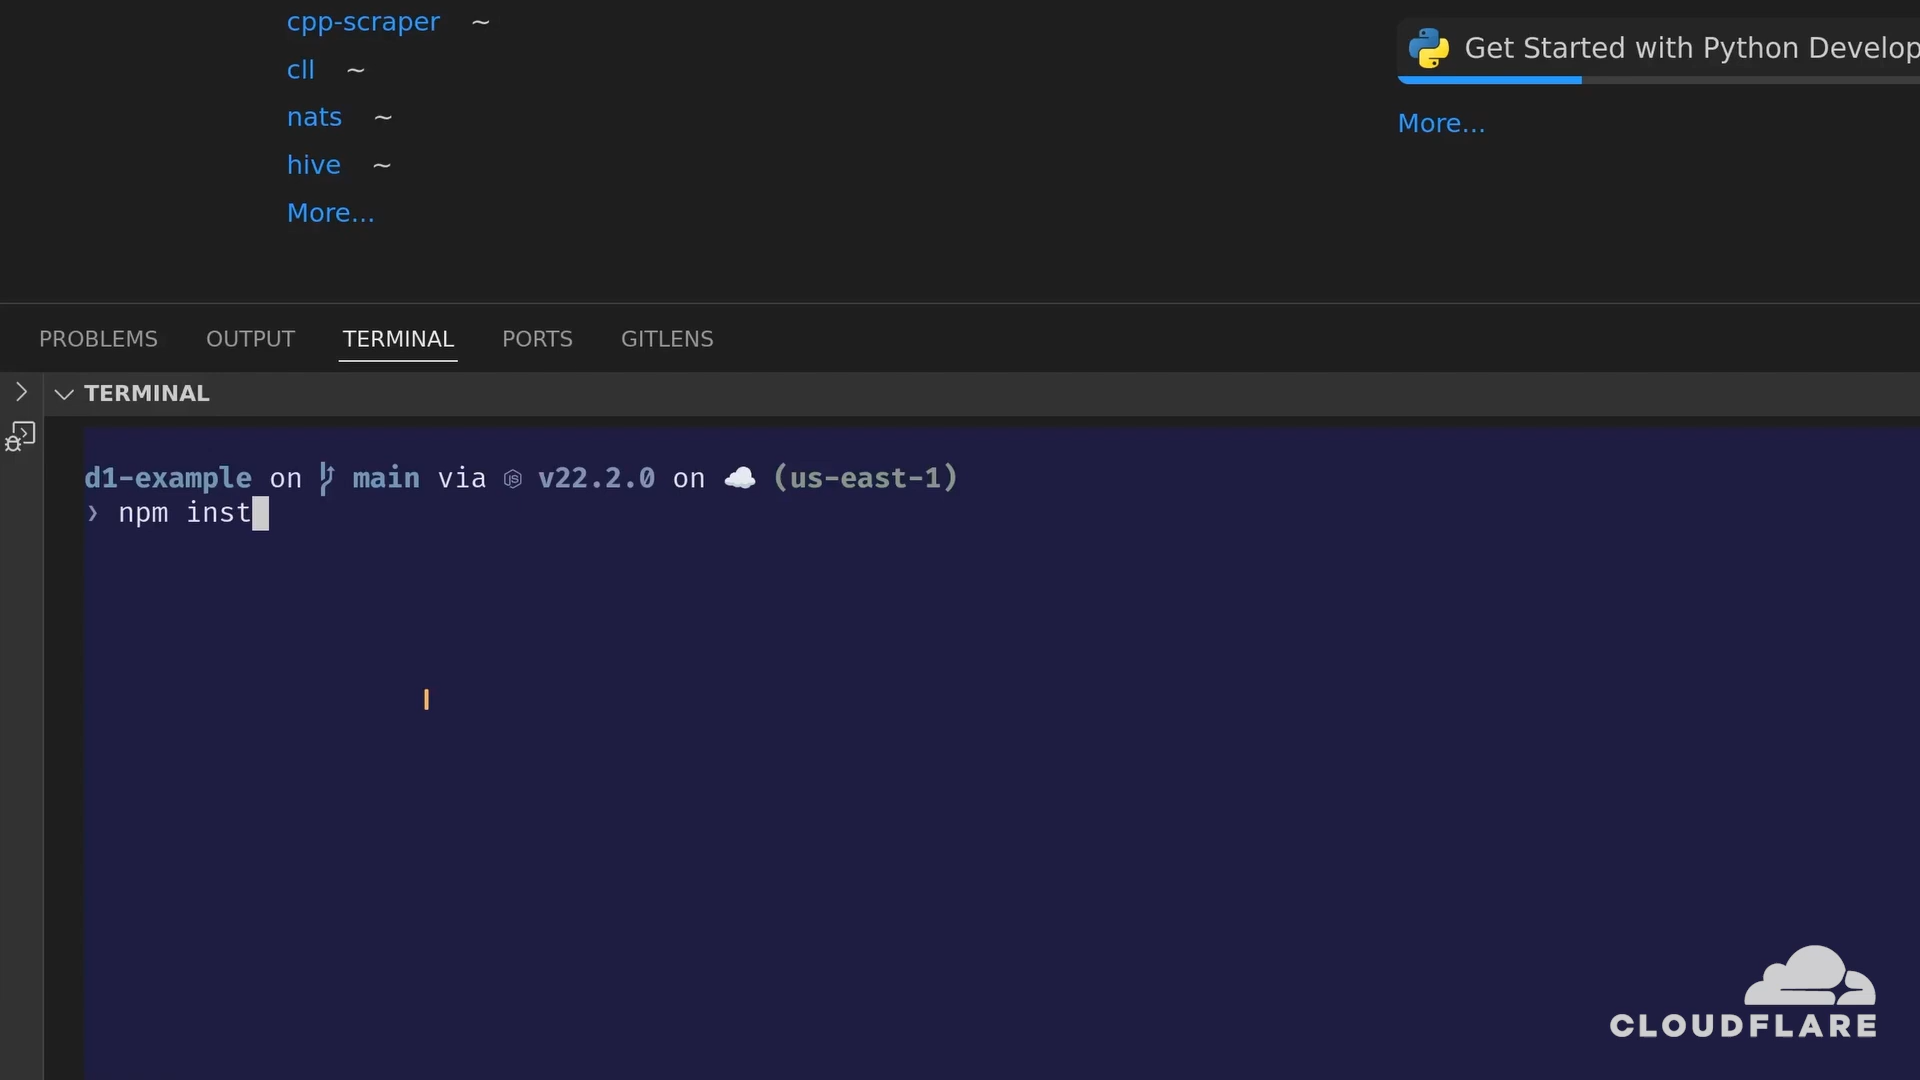 cpp-scraper ~
cll ~
nats ~
hive ~
More...
Get Started with Python Develop
More...
PROBLEMS OUTPUT TERMINAL PORTS GITLENS
TERMINAL
d1-example on main via v22.2.0 on ☁️ (us-east-1)
❯ npm inst
CLOUDFLARE